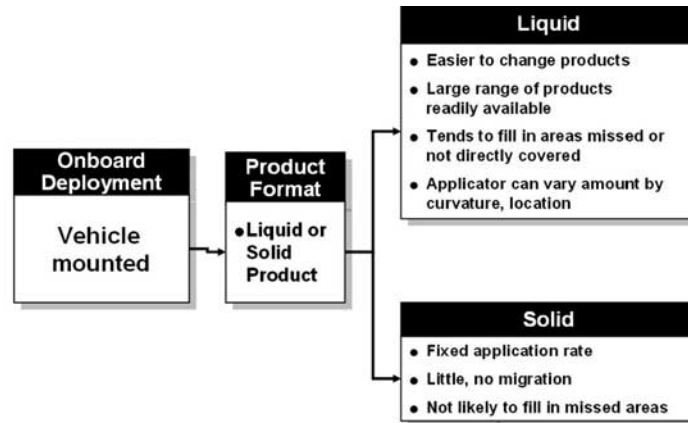 Onboard
Deployment
Vehicle
mounted
Product
Format
● Liquid or
Solid
Product
Liquid
● Easier to change products
● Large range of products
readily available
● Tends to fill in areas missed or
not directly covered
● Applicator can vary amount by
curvature, location
Solid
● Fixed application rate
● Little, no migration
● Not likely to fill in missed areas